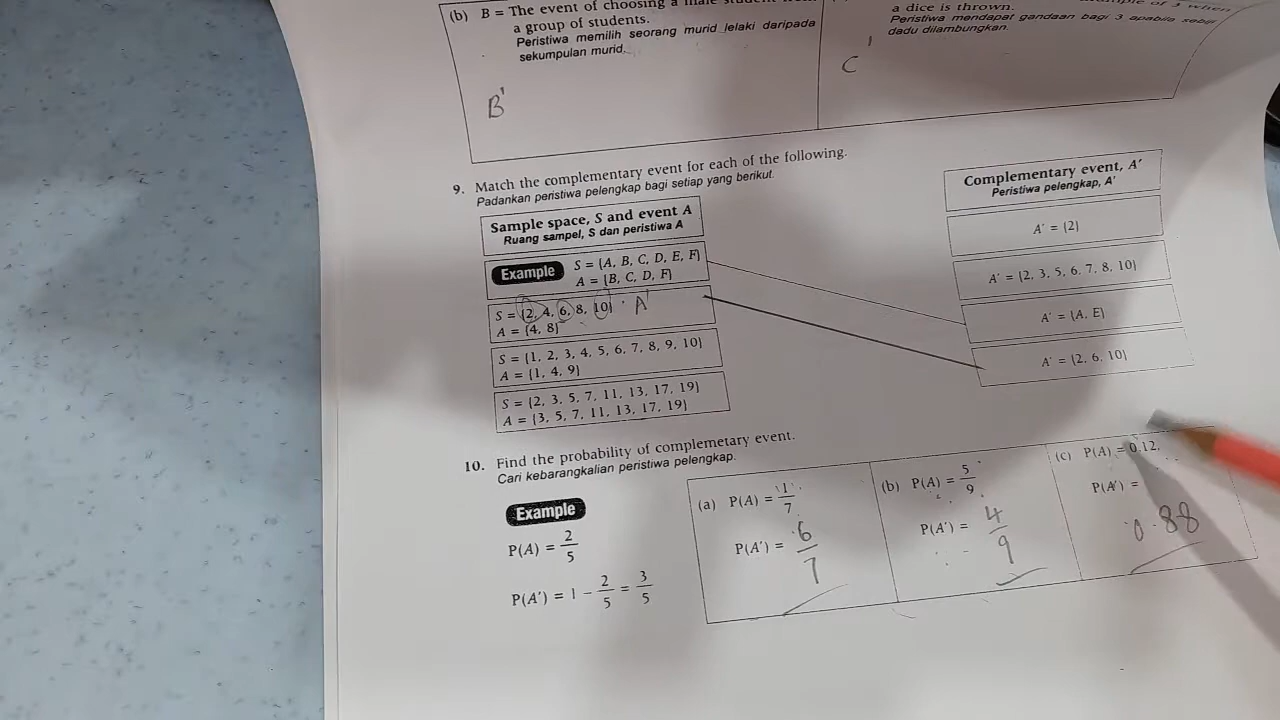 (b) B = The event of choosing a male student from
a group of students.
Peristiwa memilih seorang murid lelaki daripada
sekumpulan murid.
B'
of 3 when
a dice is thrown.
Peristiwa mendapat gandaan bagi 3 apabila sebiji
dadu dilambungkan.
C'
9. Match the complementary event for each of the following.
Padankan peristiwa pelengkap bagi setiap yang berikut.
Sample space, S and event A
Ruang sampel, S dan peristiwa A
Example S = {A, B, C, D, E, F}
A = {B, C, D, F}
S = {2, 4, 6, 8, 10} A'
A = {4, 8}
S = {1, 2, 3, 4, 5, 6, 7, 8, 9, 10}
A = {1, 4, 9}
S = {2, 3, 5, 7, 11, 13, 17, 19}
A = {3, 5, 7, 11, 13, 17, 19}
Complementary event, A'
Peristiwa pelengkap, A'
A' = {2}
A' = {2, 3, 5, 6, 7, 8, 10}
A' = {A, E}
A' = {2, 6, 10}
10. Find the probability of complemetary event.
Cari kebarangkalian peristiwa pelengkap.
Example
P(A) = 2/5
P(A') = 1 − 2/5 = 3/5
(a) P(A) = 1/7
P(A') = 6/7
(b) P(A) = 5/9
P(A') = 4/9
(c) P(A) = 0.12,
P(A') =
0.88